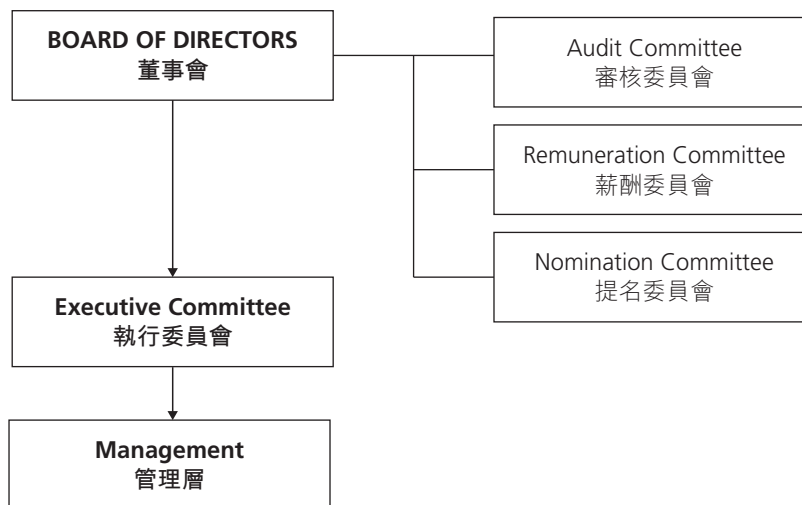 BOARD OF DIRECTORS
董事會
Audit Committee
審核委員會
Remuneration Committee
薪酬委員會
Nomination Committee
提名委員會
Executive Committee
執行委員會
Management
管理層